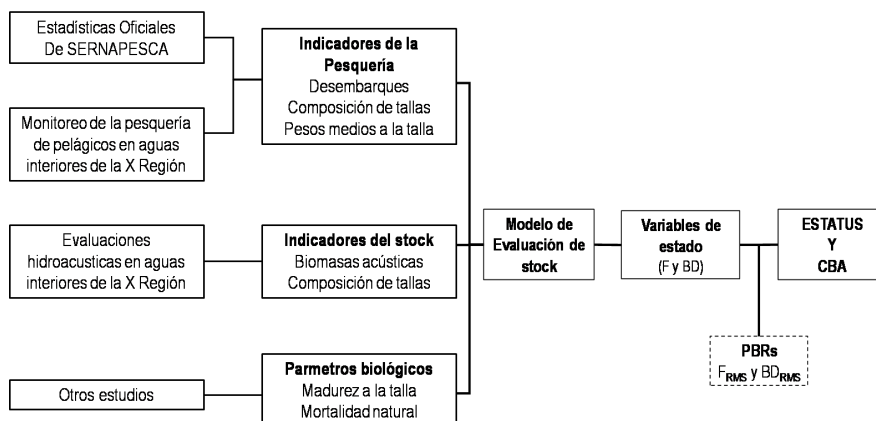 Estadísticas Oficiales
De SERNAPESCA
Monitoreo de la pesquería
de pelágicos en aguas
interiores de la X Región
Indicadores de la
Pesquería
Desembarques
Composición de tallas
Pesos medios a la talla
Evaluaciones
hidroacusticas en aguas
interiores de la X Región
Indicadores del stock
Biomasas acústicas
Composición de tallas
Otros estudios
Parmetros biológicos
Madurez a la talla
Mortalidad natural
Modelo de
Evaluación de
stock
Variables de
estado
(F y BD)
ESTATUS
Y
CBA
PBRs
F_RMS y BD_RMS